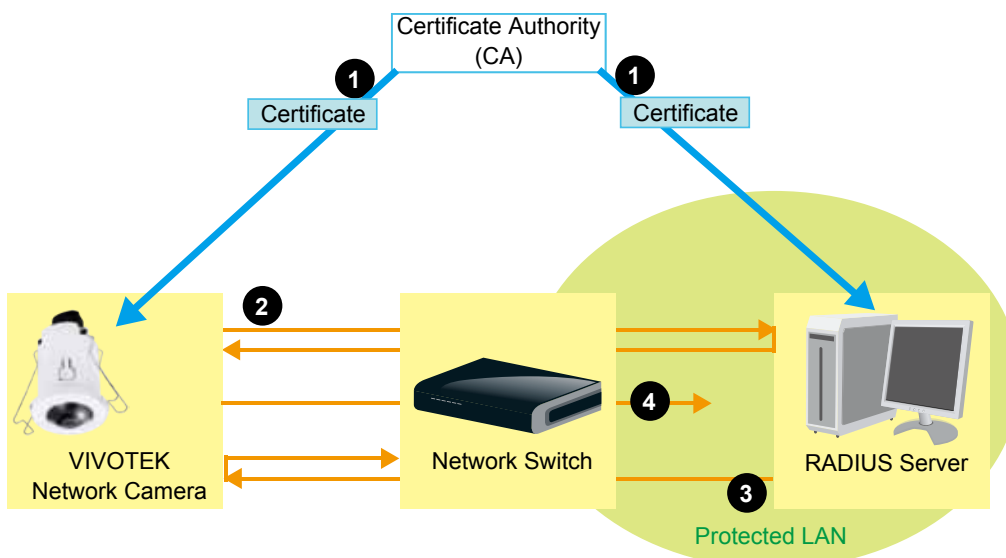 Certificate Authority
(CA)
1
1
Certificate
Certificate
2
4
VIVOTEK
Network Camera
Network Switch
RADIUS Server
3
Protected LAN